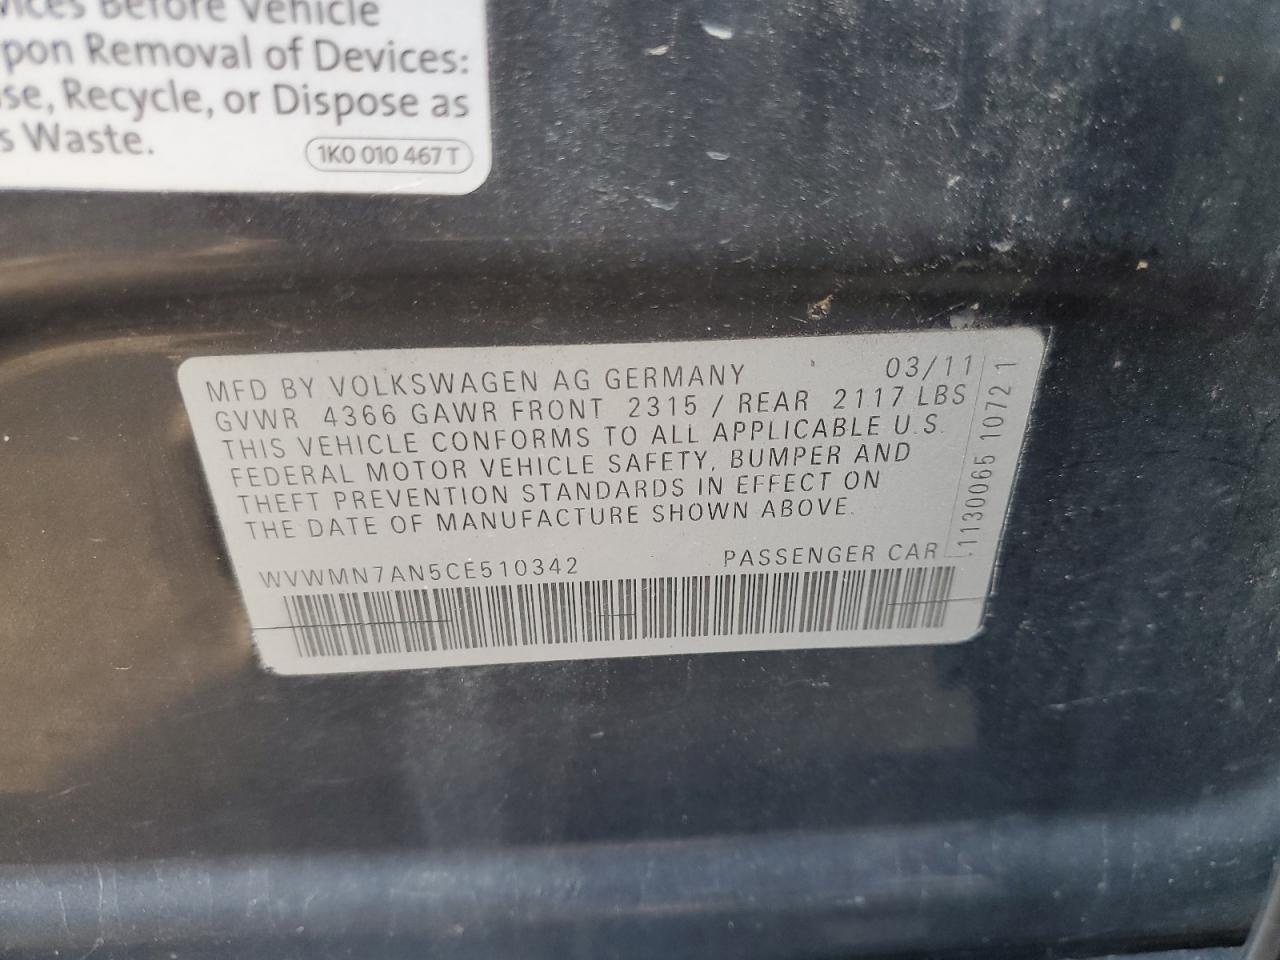 vices Before Vehicle
pon Removal of Devices:
se, Recycle, or Dispose as
s Waste.
1K0 010 467 T
MFD BY VOLKSWAGEN AG GERMANY 03/11
GVWR 4366 GAWR FRONT 2315 / REAR 2117 LBS
THIS VEHICLE CONFORMS TO ALL APPLICABLE U.S.
FEDERAL MOTOR VEHICLE SAFETY, BUMPER AND
THEFT PREVENTION STANDARDS IN EFFECT ON
THE DATE OF MANUFACTURE SHOWN ABOVE.
WVWMN7AN5CE510342 PASSENGER CAR
1130065 10721